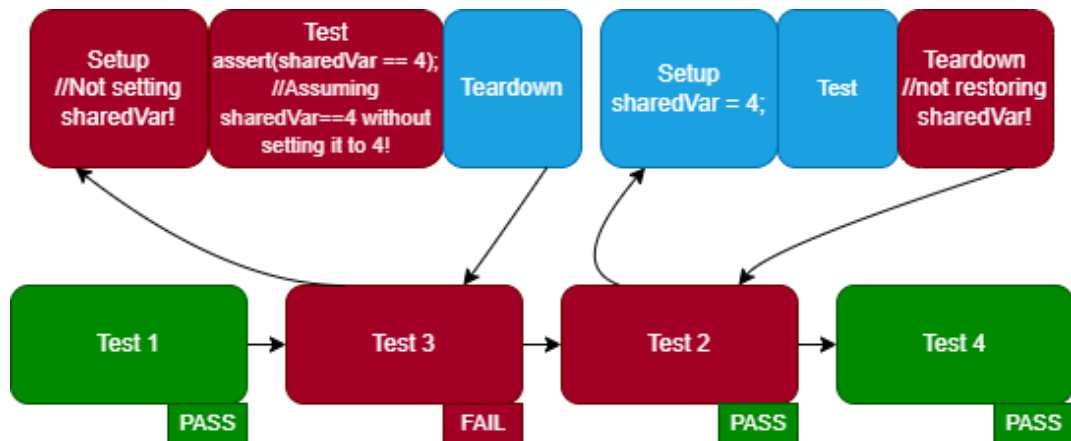 Setup
//Not setting
sharedVar!
Test
assert(sharedVar == 4);
//Assuming
sharedVar==4 without
setting it to 4!
Teardown
Setup
sharedVar = 4;
Test
Teardown
//not restoring
sharedVar!
Test 1
PASS
Test 3
FAIL
Test 2
PASS
Test 4
PASS